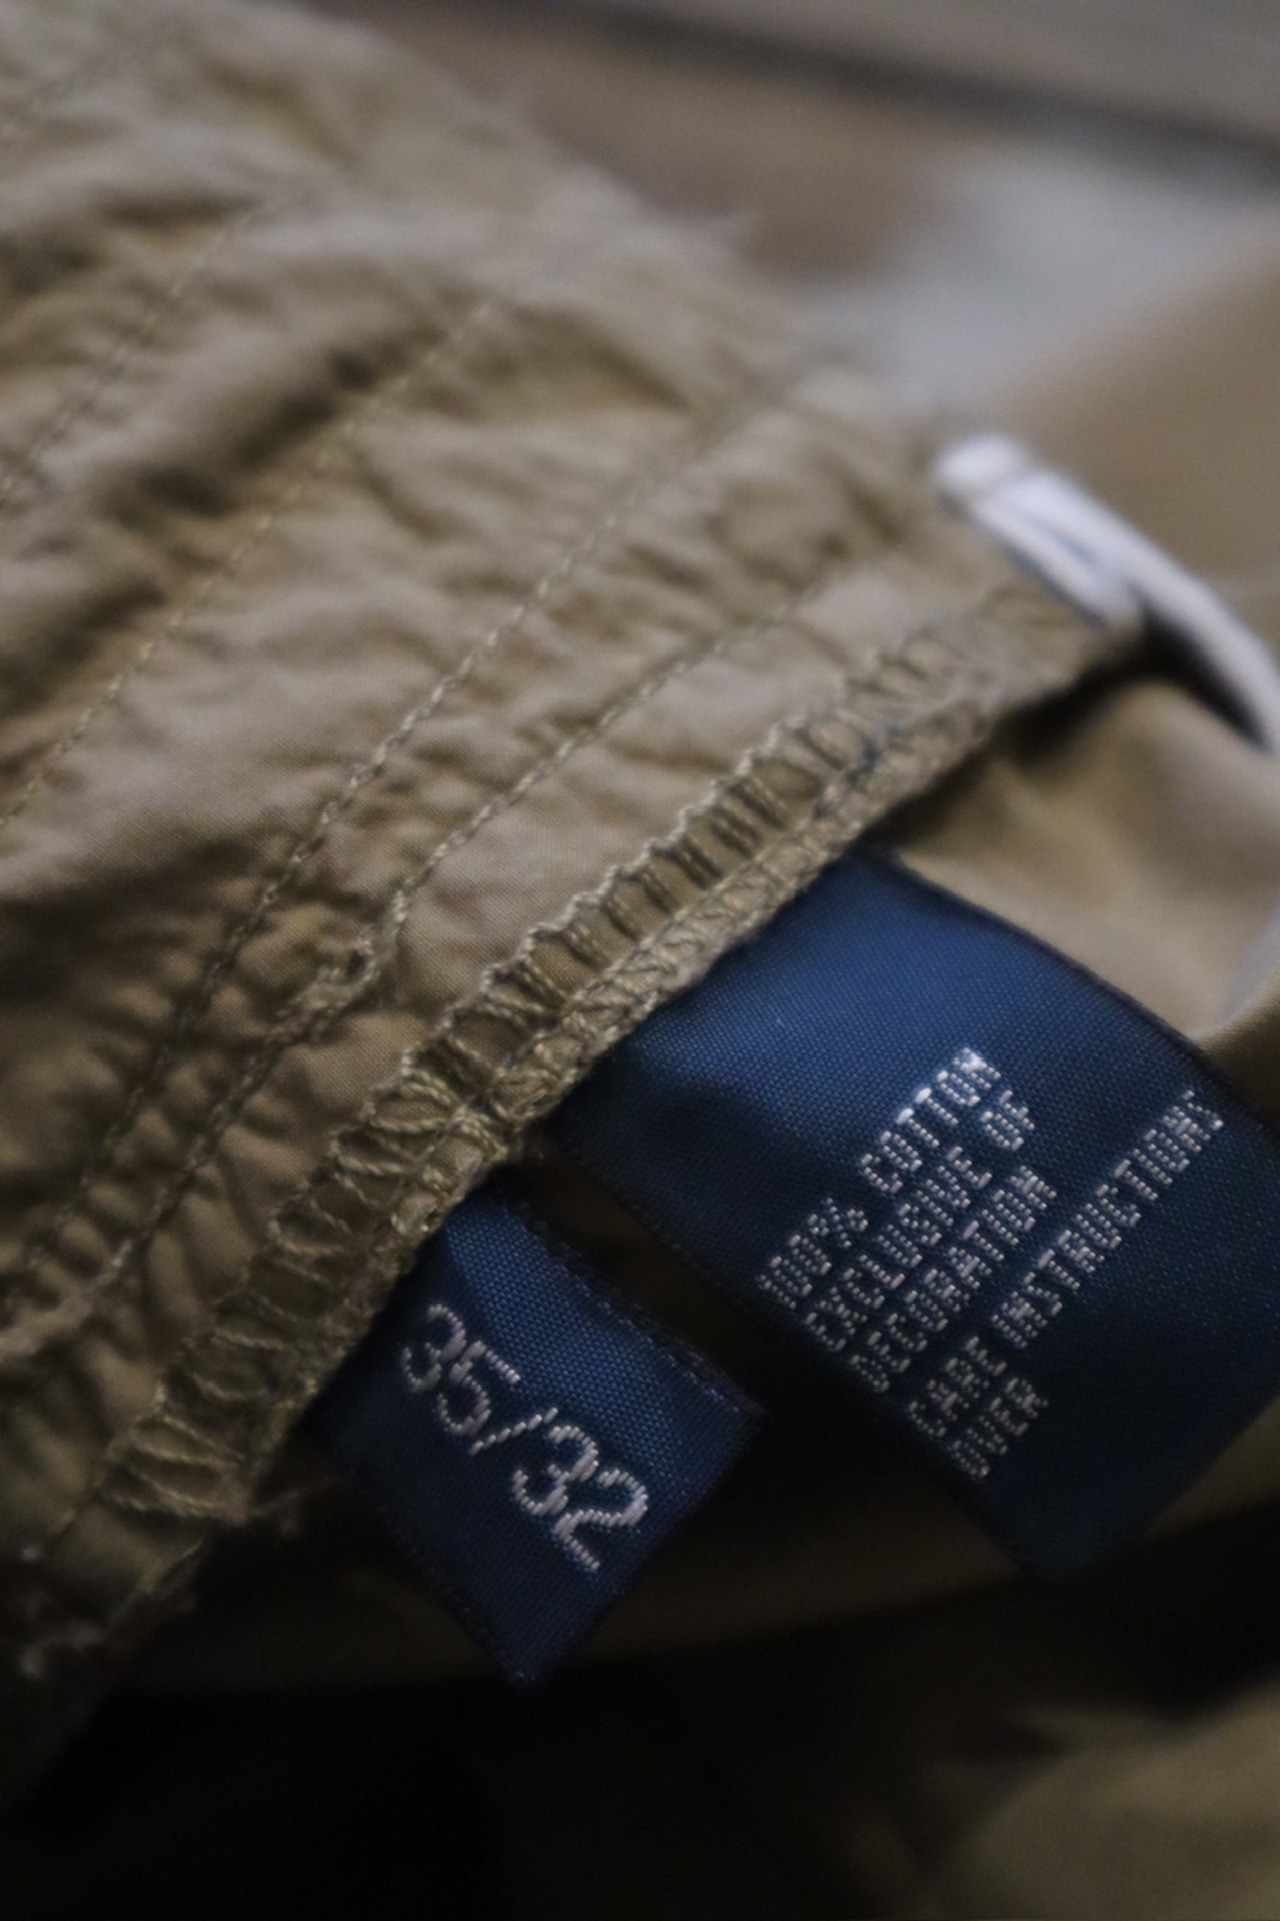 35/32
100% COTTON
EXCLUSIVE OF
DECORATION
CARE INSTRUCTIONS
OVER